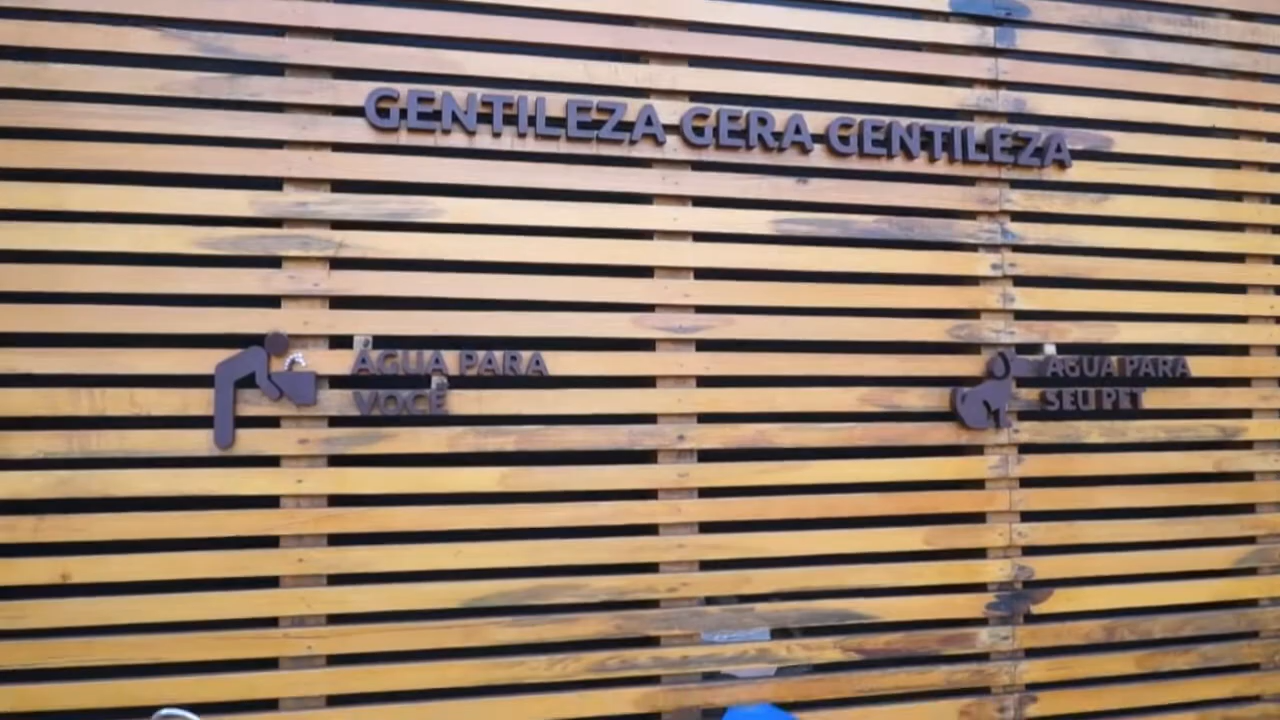 GENTILEZA GERA GENTILEZA
ÁGUA PARA
VOCÊ
ÁGUA PARA
SEU PET